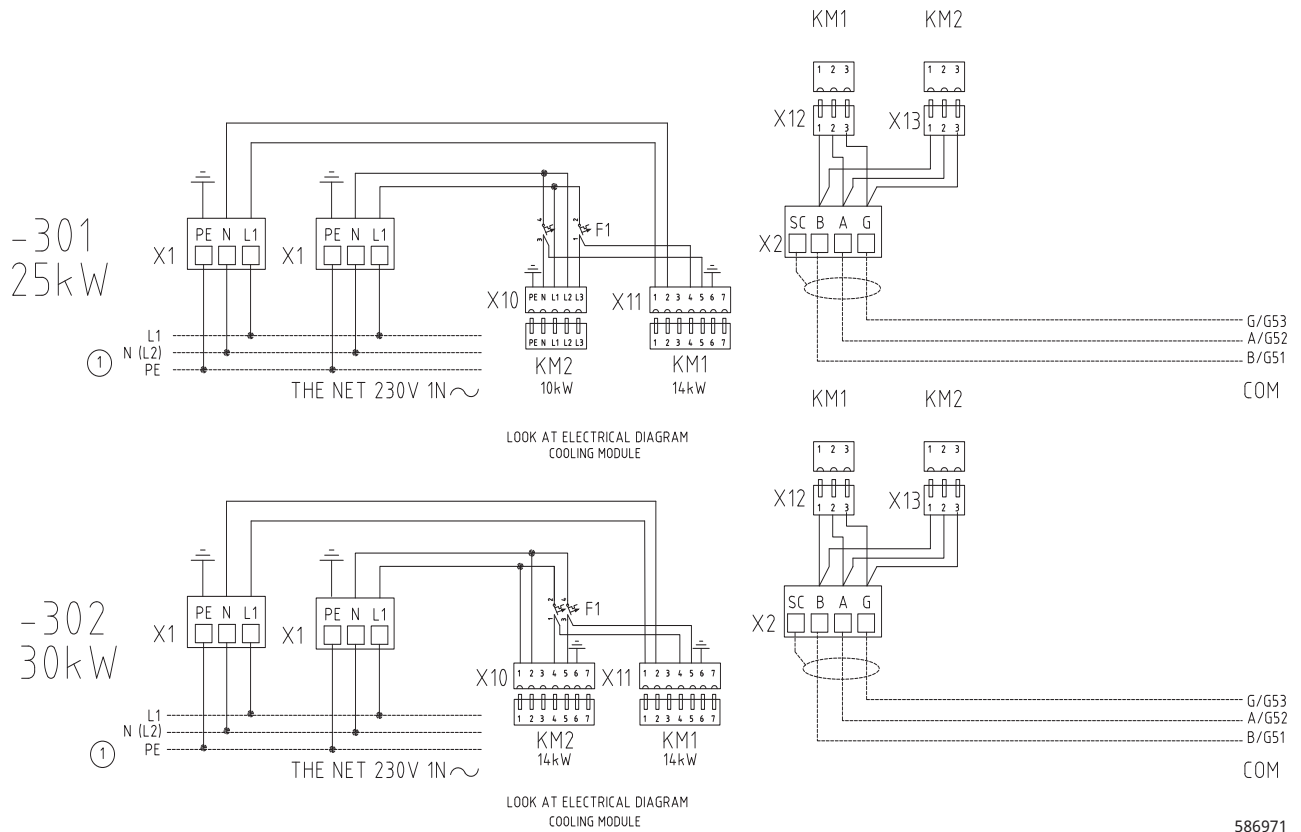 KM1 KM2
1 2 3 1 2 3
X12 X13
1 2 3 1 2 3
-301
25kW
PE N L1 PE N L1
X1 X1
4 2
F1
3 1
SC B A G
X2
X10 X11
PE N L1 L2 L3 1 2 3 4 5 6 7
PE N L1 L2 L3 1 2 3 4 5 6 7
KM2 KM1
10kW 14kW
L1
N (L2)
1 PE
THE NET 230V 1N~
G/G53
A/G52
B/G51
COM
LOOK AT ELECTRICAL DIAGRAM
COOLING MODULE
KM1 KM2
1 2 3 1 2 3
X12 X13
1 2 3 1 2 3
-302
30kW
PE N L1 PE N L1
X1 X1
2 4
F1
1 3
SC B A G
X2
X10 X11
1 2 3 4 5 6 7 1 2 3 4 5 6 7
1 2 3 4 5 6 7 1 2 3 4 5 6 7
KM2 KM1
14kW 14kW
L1
N (L2)
1 PE
THE NET 230V 1N~
G/G53
A/G52
B/G51
COM
LOOK AT ELECTRICAL DIAGRAM
COOLING MODULE
586971